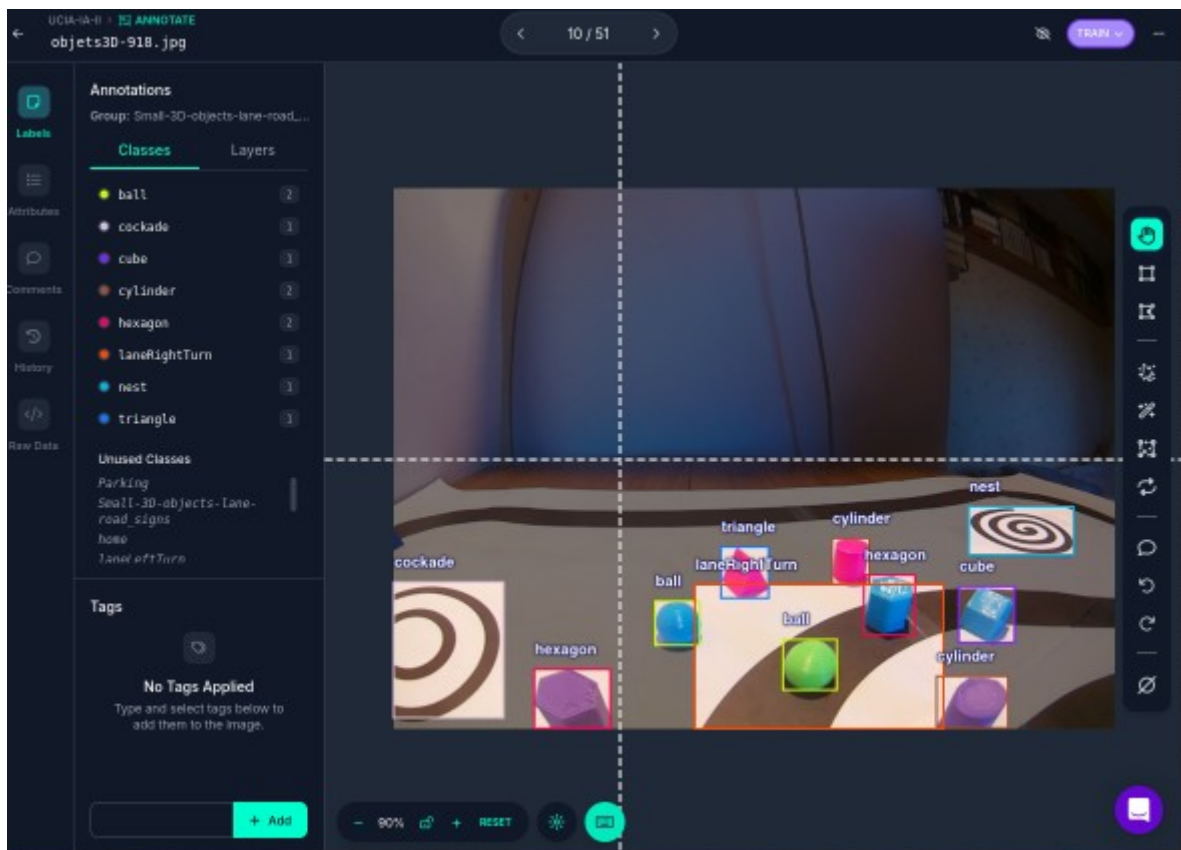 UCIA-IA-II > ANNOTATE
objets3D-918.jpg
10 / 51
TRAIN
Labels
Attributes
Comments
History
Raw Data
Annotations
Group: Small-3D-objects-lane-road_...
Classes Layers
ball 2
cockade 1
cube 1
cylinder 2
hexagon 2
laneRightTurn 1
nest 1
triangle 1
Unused Classes
Parking
Small-3D-objects-lane-
road_signs
home
laneLeftTurn
Tags
No Tags Applied
Type and select tags below to
add them to the image.
+ Add
nest
cylinder
triangle
hexagon
cockade
laneRightTurn
cube
ball
ball
hexagon
cylinder
− 90% + RESET